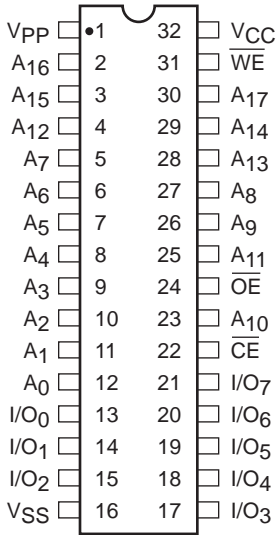 VPP •1 32 VCC
A16 2 31 WE
A15 3 30 A17
A12 4 29 A14
A7 5 28 A13
A6 6 27 A8
A5 7 26 A9
A4 8 25 A11
A3 9 24 OE
A2 10 23 A10
A1 11 22 CE
A0 12 21 I/O7
I/O0 13 20 I/O6
I/O1 14 19 I/O5
I/O2 15 18 I/O4
VSS 16 17 I/O3